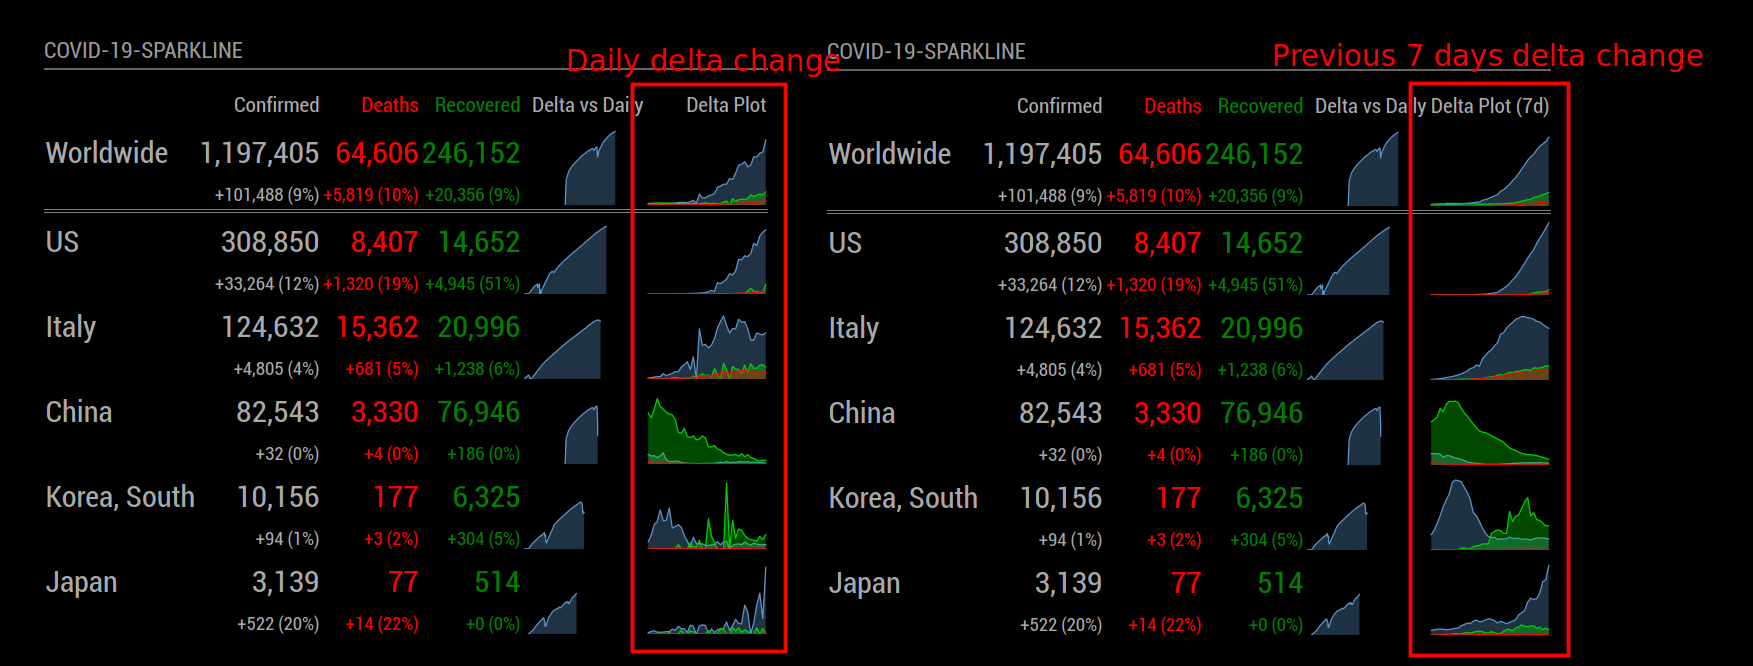 COVID-19-SPARKLINE
Daily delta change
Confirmed Deaths Recovered Delta vs Daily Delta Plot
Worldwide 1,197,405 64,606 246,152
+101,488 (9%) +5,819 (10%) +20,356 (9%)
US 308,850 8,407 14,652
+33,264 (12%) +1,320 (19%) +4,945 (51%)
Italy 124,632 15,362 20,996
+4,805 (4%) +681 (5%) +1,238 (6%)
China 82,543 3,330 76,946
+32 (0%) +4 (0%) +186 (0%)
Korea, South 10,156 177 6,325
+94 (1%) +3 (2%) +304 (5%)
Japan 3,139 77 514
+522 (20%) +14 (22%) +0 (0%)
COVID-19-SPARKLINE
Previous 7 days delta change
Confirmed Deaths Recovered Delta vs Daily Delta Plot (7d)
Worldwide 1,197,405 64,606 246,152
+101,488 (9%) +5,819 (10%) +20,356 (9%)
US 308,850 8,407 14,652
+33,264 (12%) +1,320 (19%) +4,945 (51%)
Italy 124,632 15,362 20,996
+4,805 (4%) +681 (5%) +1,238 (6%)
China 82,543 3,330 76,946
+32 (0%) +4 (0%) +186 (0%)
Korea, South 10,156 177 6,325
+94 (1%) +3 (2%) +304 (5%)
Japan 3,139 77 514
+522 (20%) +14 (22%) +0 (0%)